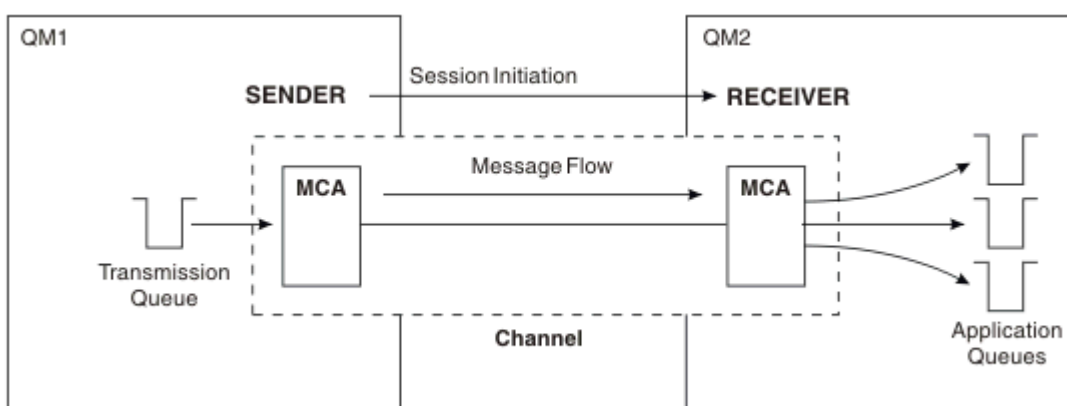 QM1
QM2
Session Initiation
SENDER
RECEIVER
Message Flow
MCA
MCA
Transmission
Queue
Channel
Application
Queues